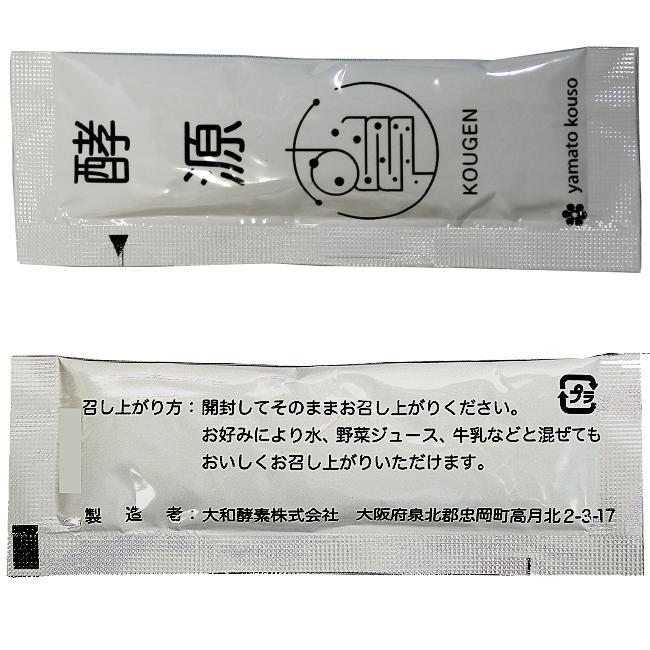 酵源
KOUGEN
yamato kouso
召し上がり方：開封してそのままお召し上がりください。
お好みにより水、野菜ジュース、牛乳などと混ぜても
おいしくお召し上がりいただけます。
プラ
製造者：大和酵素株式会社 大阪府泉北郡忠岡町高月北2-3-17